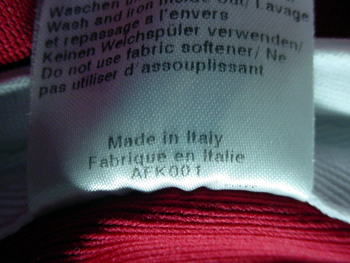 Waschen
Wash and iron inside out/ Lavage
et repassage a l'envers
Keinen Weichspüler verwenden/
Do not use fabric softener/ Ne
pas utiliser d'assouplissant
Made in Italy
Fabrique en Italie
AFK001